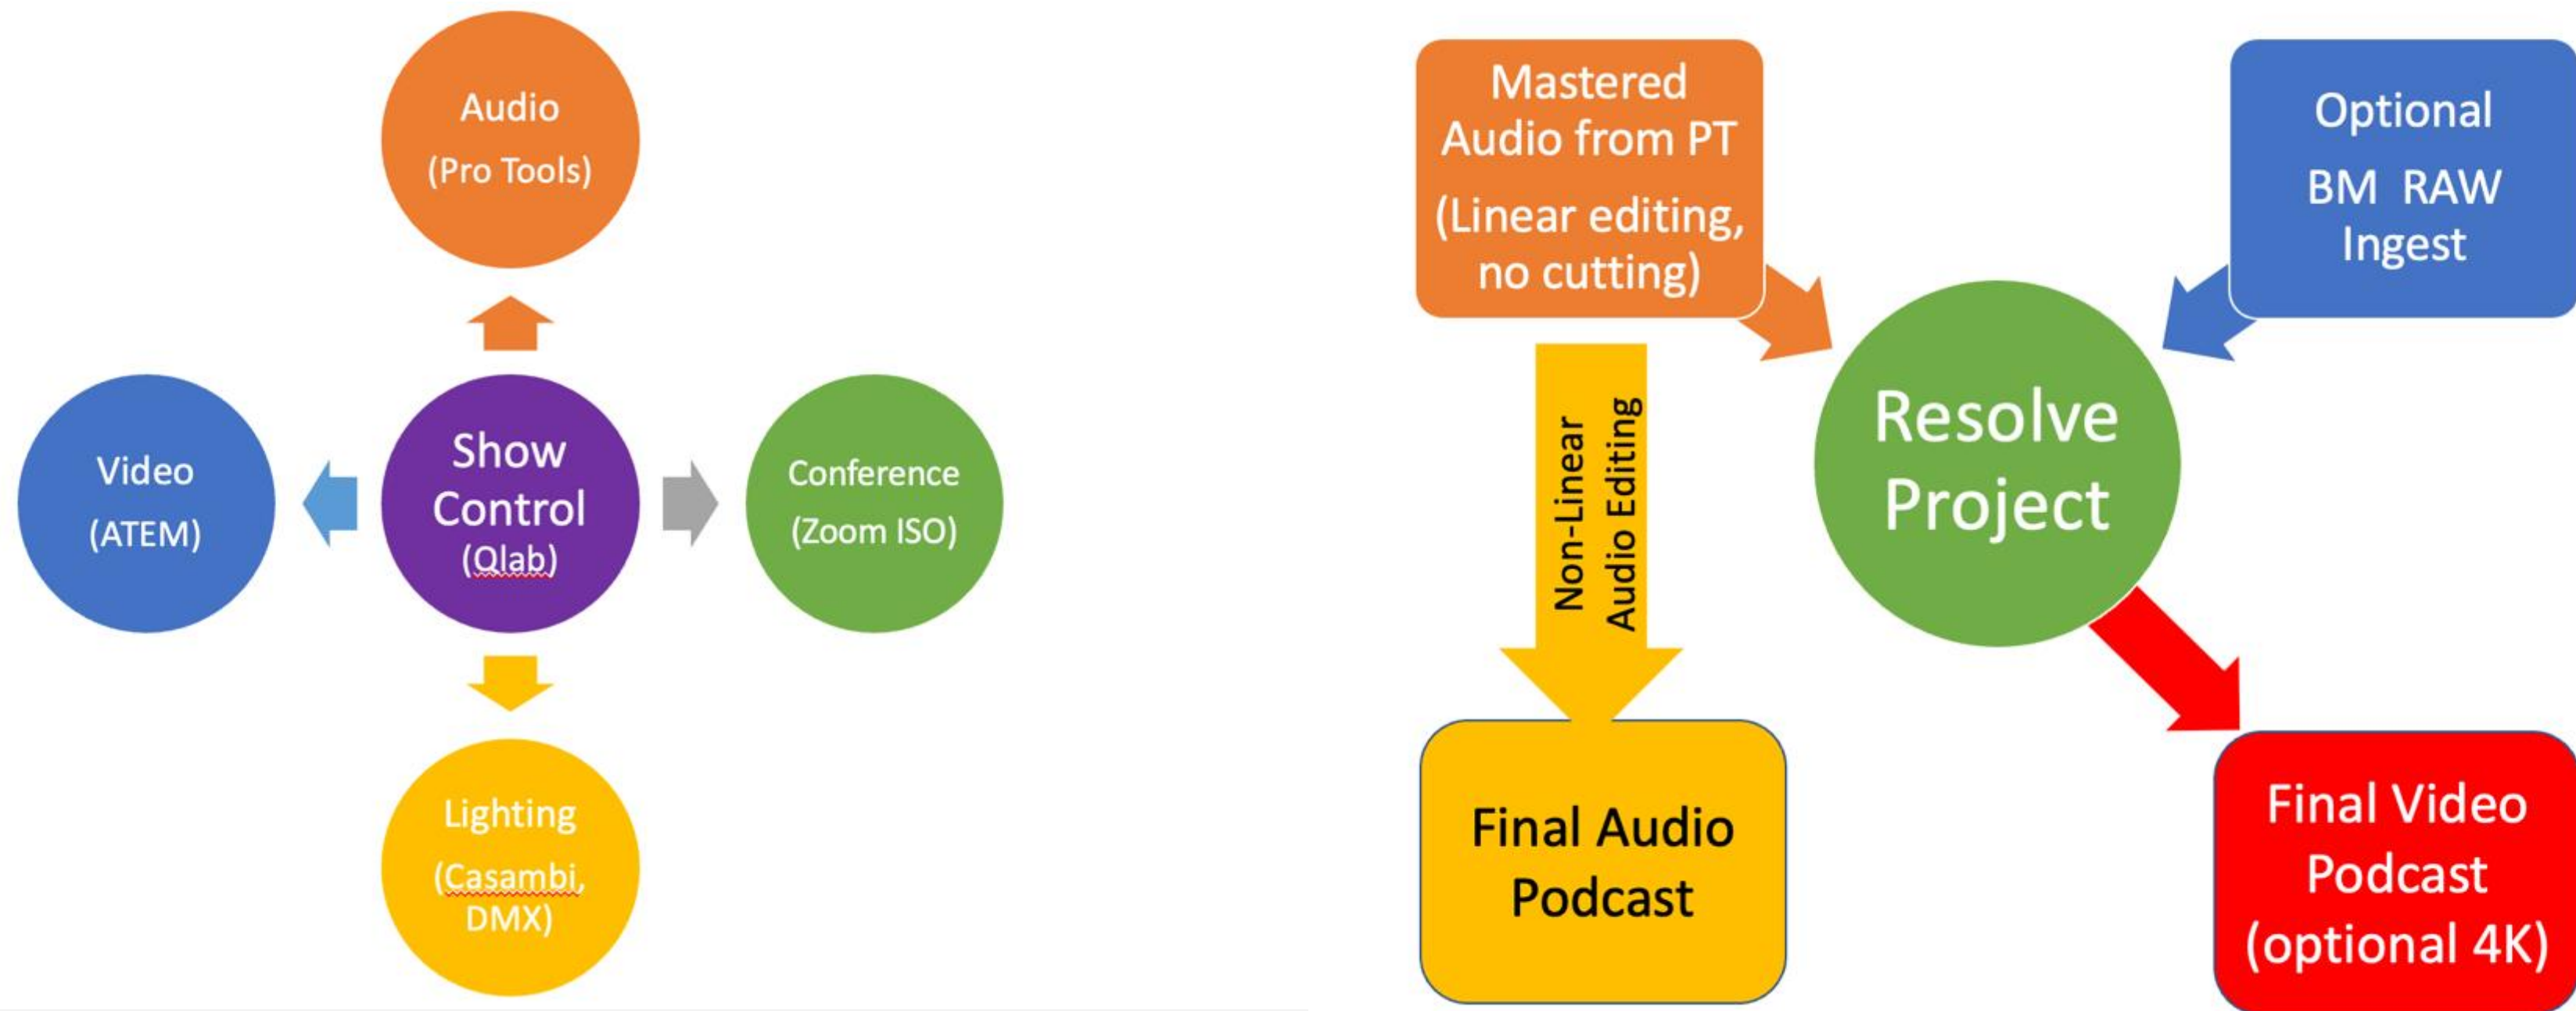 Audio
(Pro Tools)
Video
(ATEM)
Show
Control
(Qlab)
Conference
(Zoom ISO)
Lighting
(Casambi,
DMX)
Mastered
Audio from PT
(Linear editing,
no cutting)
Optional
BM RAW
Ingest
Resolve
Project
Non-Linear
Audio Editing
Final Audio
Podcast
Final Video
Podcast
(optional 4K)